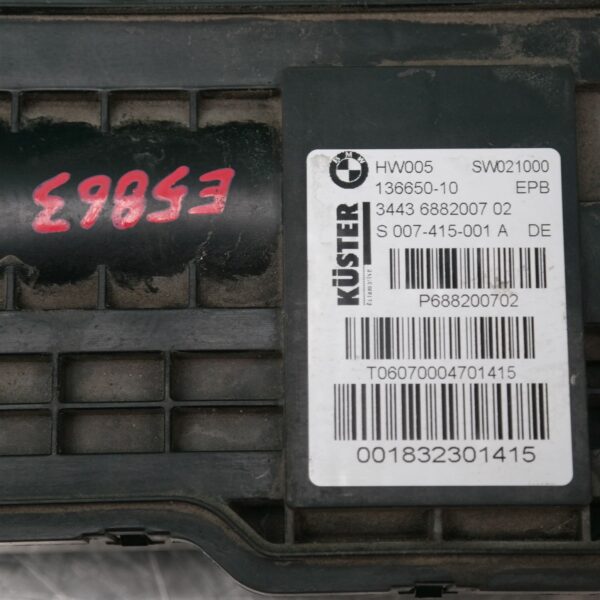 E5863
BMW
HW005 SW021000
136650-10 EPB
3443 6882007 02
S 007-415-001 A DE
KÜSTER
P688200702
T06070004701415
001832301415